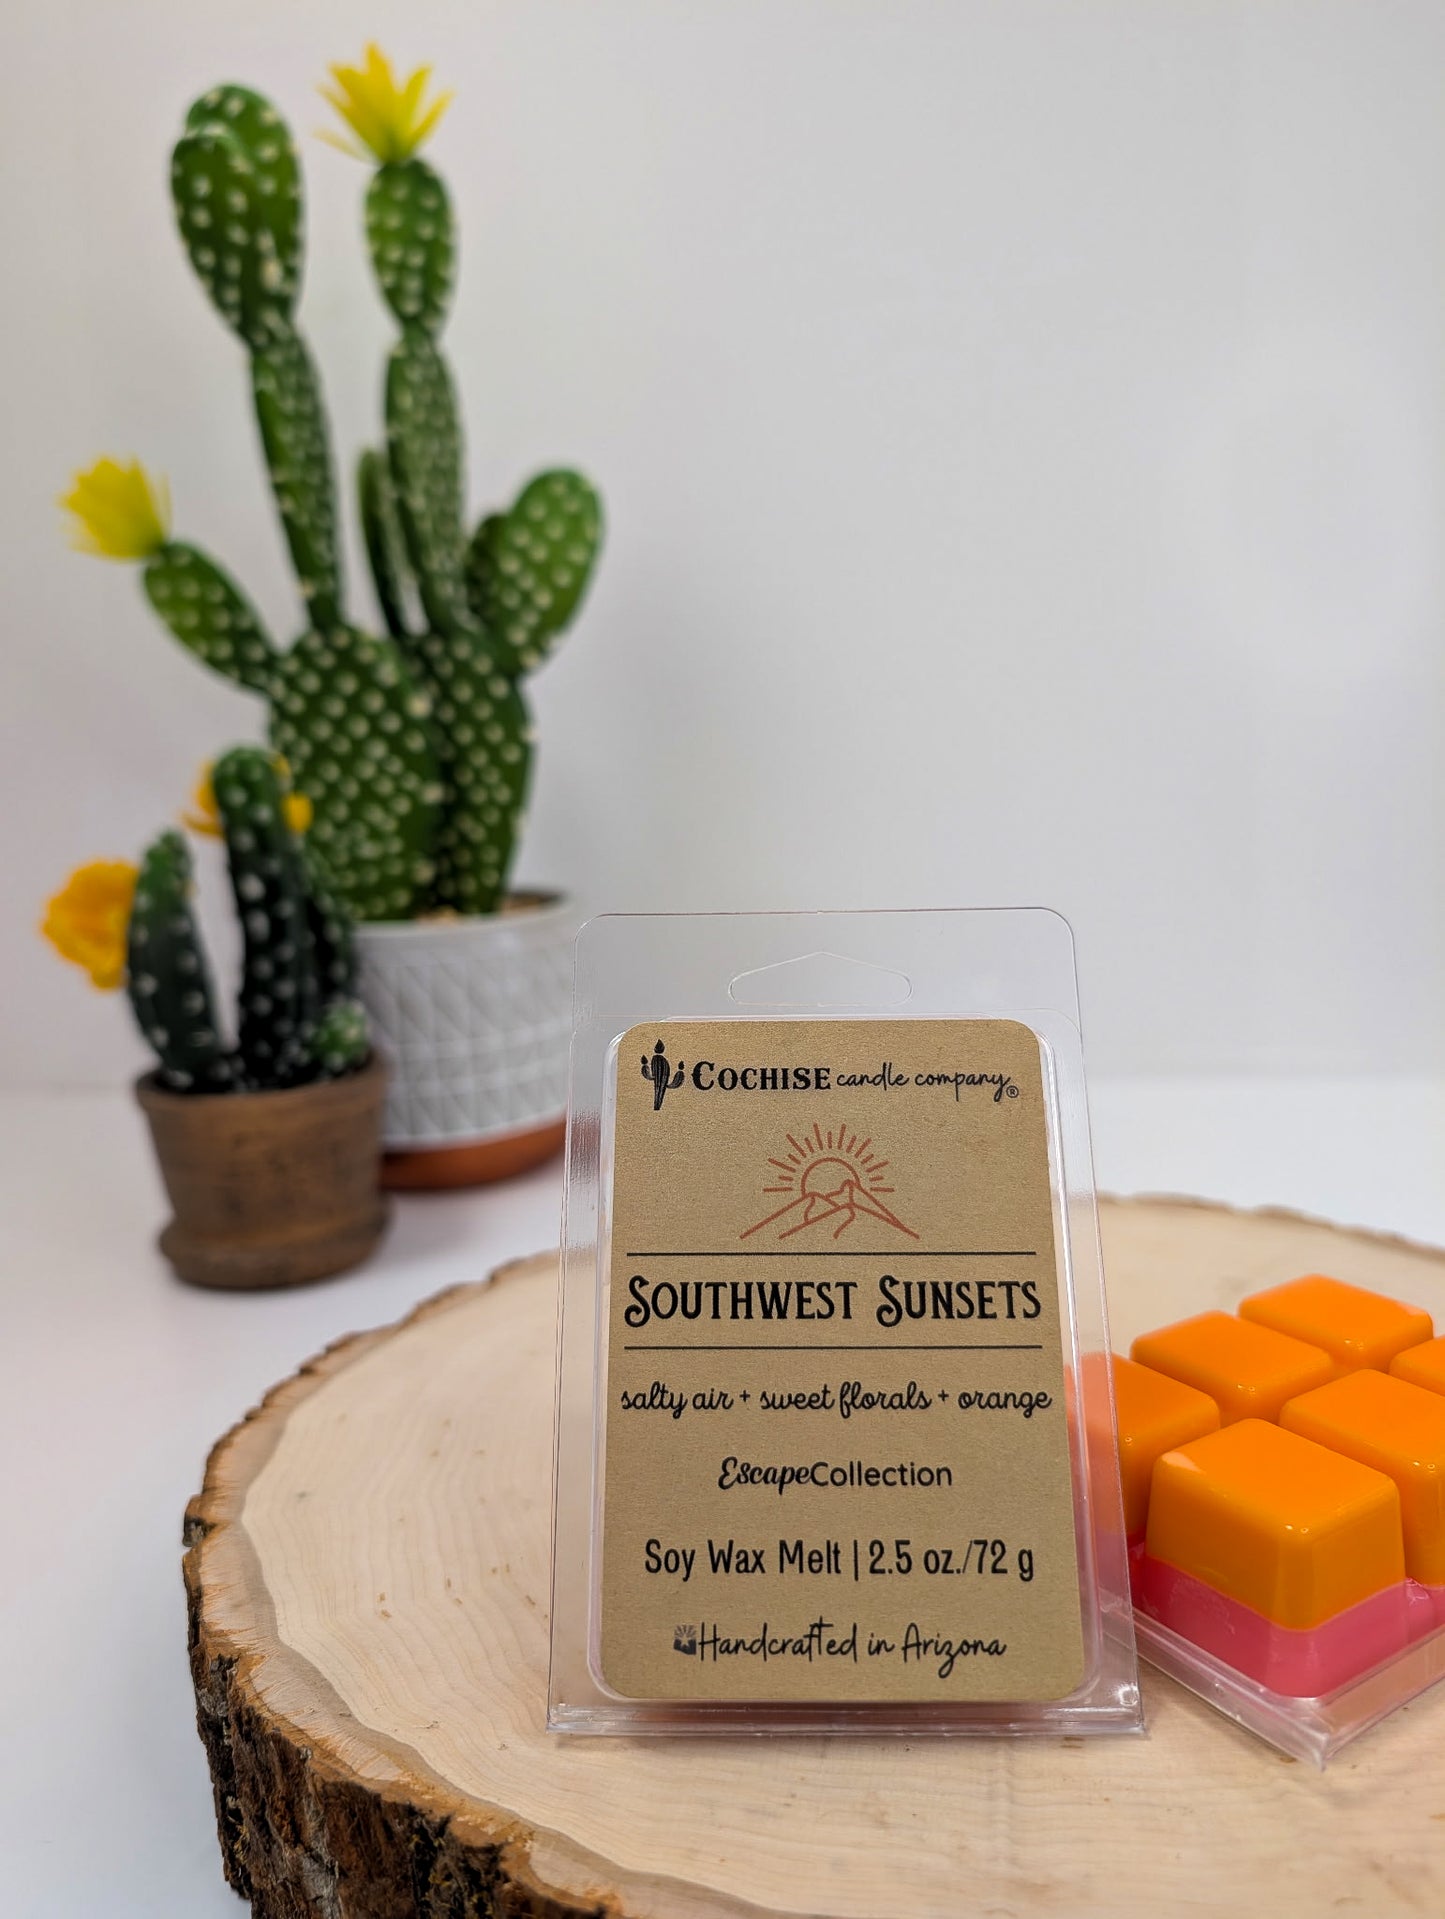 COCHISE candle company®
SOUTHWEST SUNSETS
salty air + sweet florals + orange
EscapeCollection
Soy Wax Melt | 2.5 oz./72 g
Handcrafted in Arizona